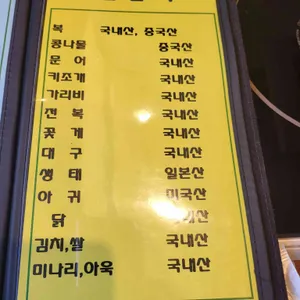 복 국내산, 중국산
콩나물 중국산
문 어 국내산
키조개 국내산
가리비 국내산
전 복 국내산
꽃 게 국내산
대 구 국내산
생 태 일본산
아 귀 미국산
닭
김치,쌀 국내산
미나리,아욱 국내산